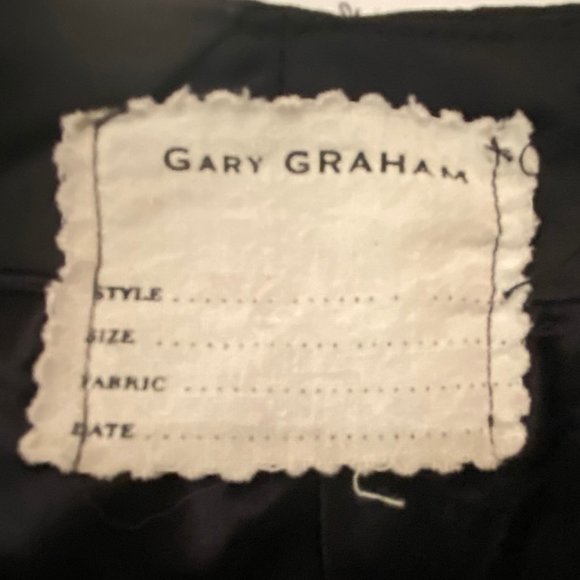 GARY GRAHAM
STYLE ....................
SIZE ....................
FABRIC ....................
DATE ....................